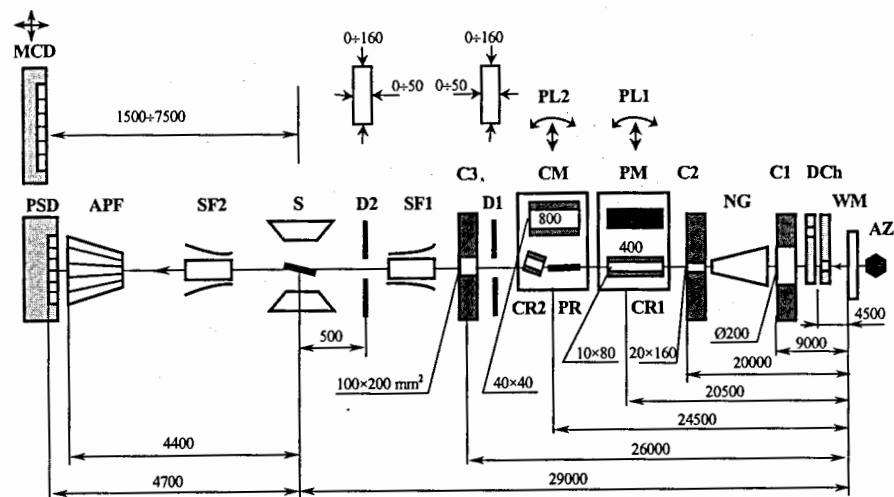 0÷160
0÷160
MCD
0÷50
0÷50
PL2
PL1
1500÷7500
C3
CM
PM
C2
C1
DCh
PSD
APF
SF2
S
D2
SF1
D1
NG
WM
AZ
800
400
CR2
PR
CR1
4500
Ø200
9000
500
10×80
20×160
20000
100×200 mm²
40×40
20500
24500
4400
26000
4700
29000